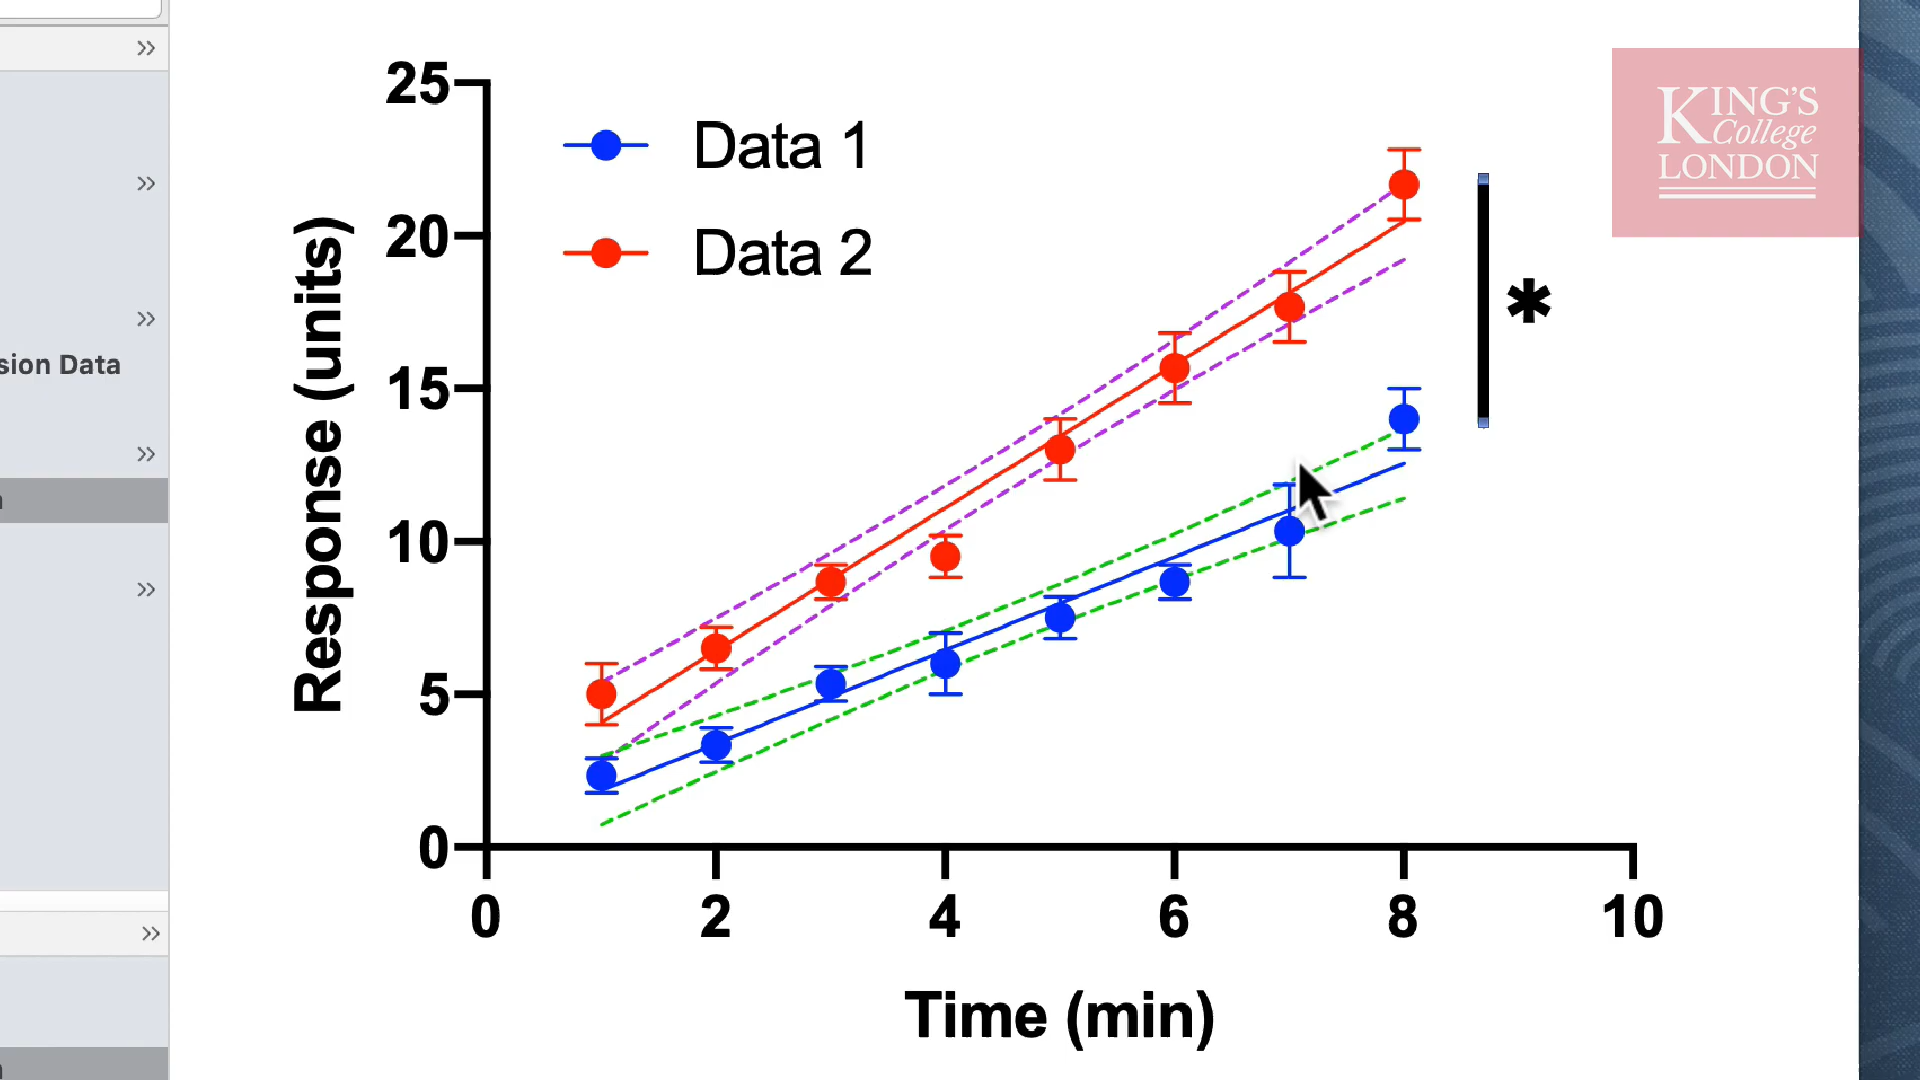 KING'S
College
LONDON
sion Data
25
20
15
10
5
0
Response (units)
Data 1
Data 2
*
0 2 4 6 8 10
Time (min)